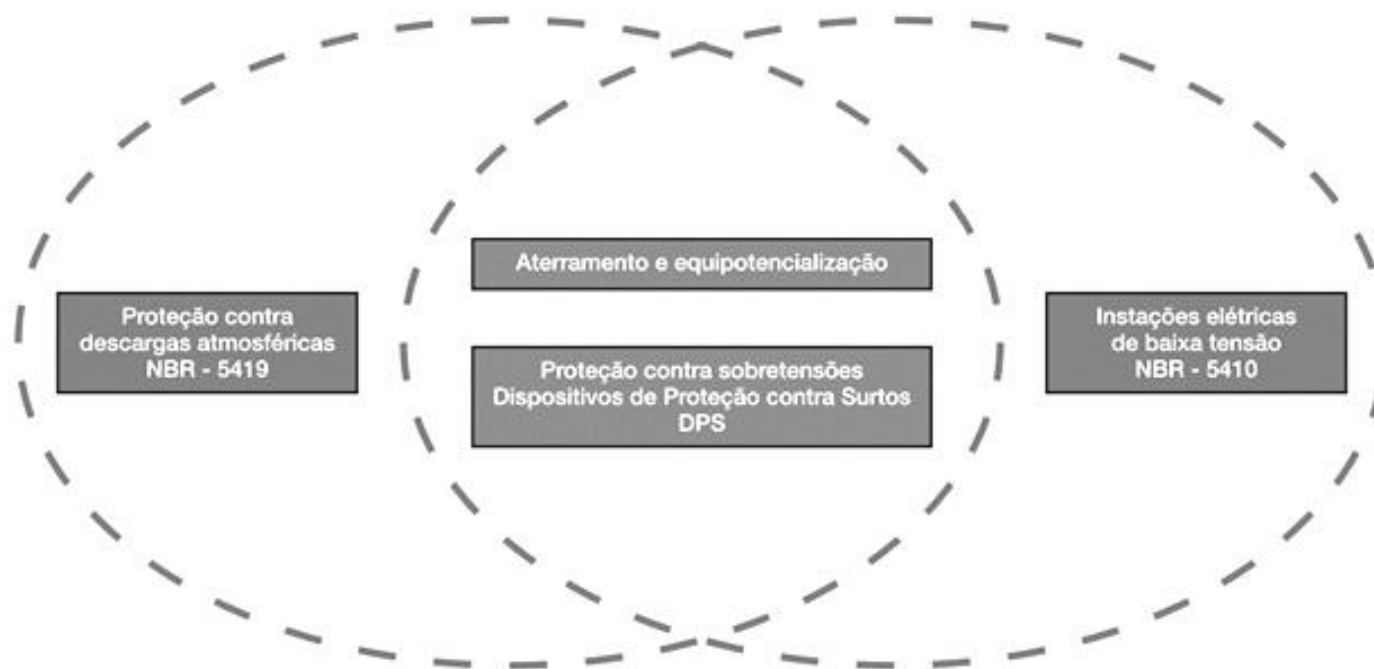 Aterramento e equipotencialização
Proteção contra
descargas atmosféricas
NBR - 5419
Proteção contra sobretensões
Dispositivos de Proteção contra Surtos
DPS
Instações elétricas
de baixa tensão
NBR - 5410